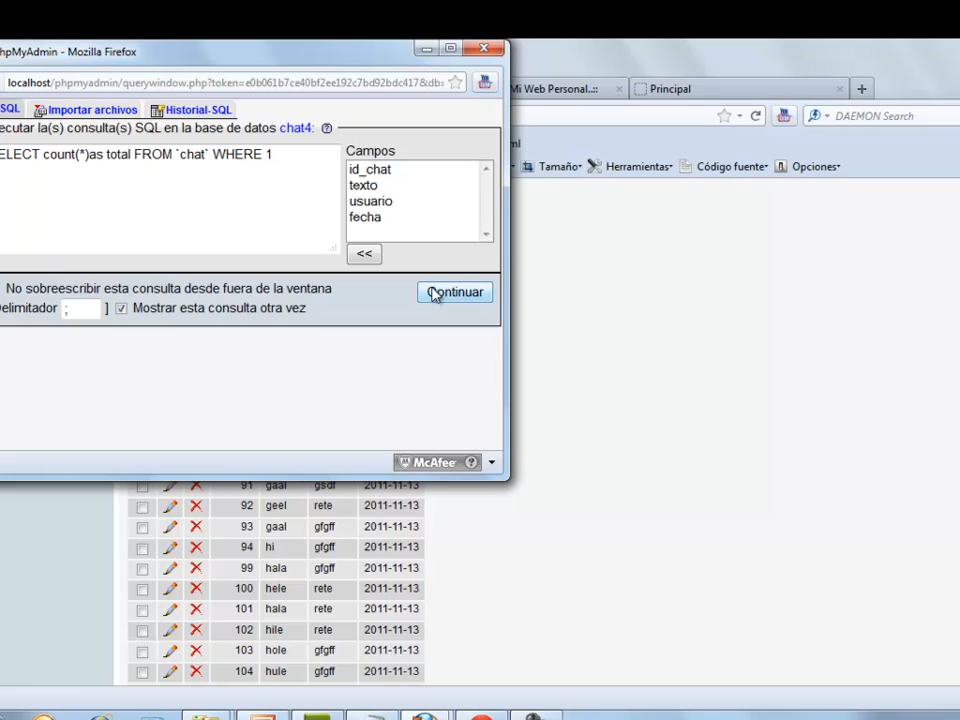 hpMyAdmin - Mozilla Firefox
localhost/phpmyadmin/querywindow.php?token=e0b061b7ce40bf2ee192c7bd92bdc417&db=
SQL Importar archivos Historial-SQL
ecutar la(s) consulta(s) SQL en la base de datos chat4:
ELECT count(*)as total FROM `chat` WHERE 1
Campos
id_chat
texto
usuario
fecha
<<
No sobreescribir esta consulta desde fuera de la ventana
Continuar
elimitador ; ] Mostrar esta consulta otra vez
McAfee
Mi Web Personal..:: Principal
DAEMON Search
ml
Tamaño Herramientas Código fuente Opciones
91 gaal gsdf 2011-11-13
92 geel rete 2011-11-13
93 gaal gfgff 2011-11-13
94 hi gfgff 2011-11-13
99 hala gfgff 2011-11-13
100 hele rete 2011-11-13
101 hala rete 2011-11-13
102 hile rete 2011-11-13
103 hole gfgff 2011-11-13
104 hule gfgff 2011-11-13